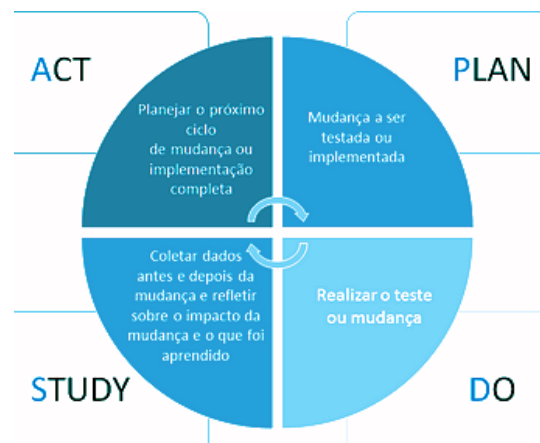 ACT
PLAN
Planejar o próximo
ciclo
de mudança ou
implementação
completa
Mudança a ser
testada ou
implementada
Coletar dados
antes e depois da
mudança e refletir
sobre o impacto da
mudança e o que foi
aprendido
Realizar o teste
ou mudança
STUDY
DO